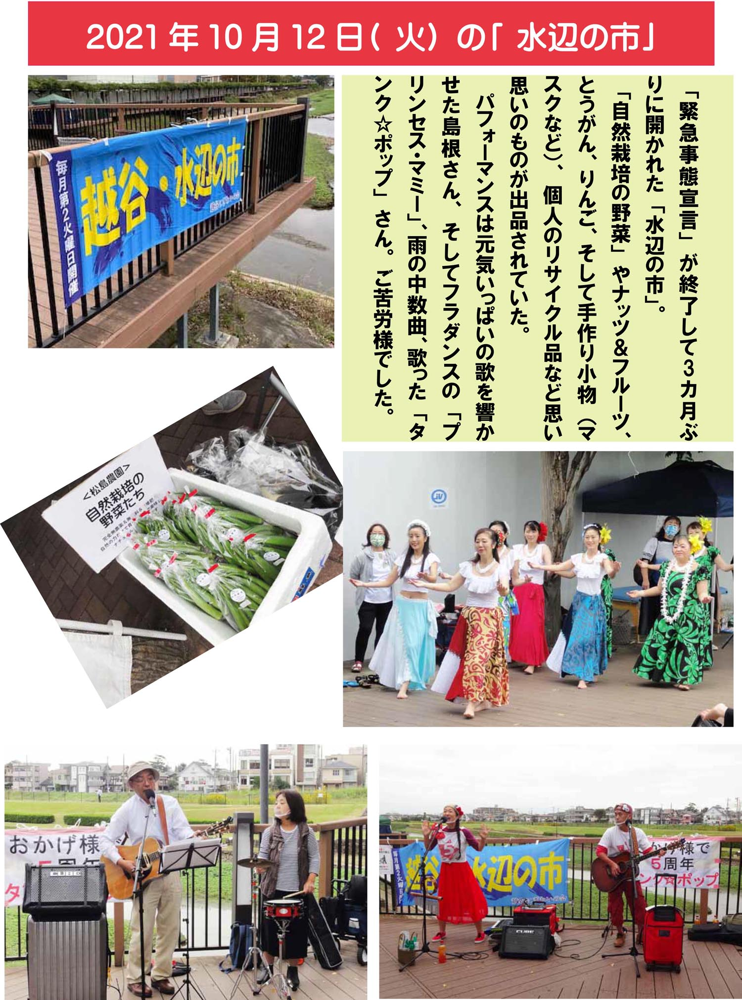 2021年10月12日(火)の「水辺の市」
「緊急事態宣言」が終了して3カ月ぶ
りに開かれた「水辺の市」。
「自然栽培の野菜」やナッツ&フルーツ、
とうがん、りんご、そして手作り小物（マ
スクなど）、個人のリサイクル品など思い
思いのものが出品されていた。
パフォーマンスは元気いっぱいの歌を響か
せた島根さん、そしてフラダンスの「プ
リンセス・マミー」、雨の中数曲、歌った「タ
ンク☆ポップ」さん。ご苦労様でした。
越谷・水辺の市
毎月第2火曜日開催
<松島農園>
自然栽培の
野菜たち
おかげ様
5周年
タ
CUBE
毎月第2火曜日
越谷 水辺の市
かげ様で
5周年
ンク☆ポップ
CUBE